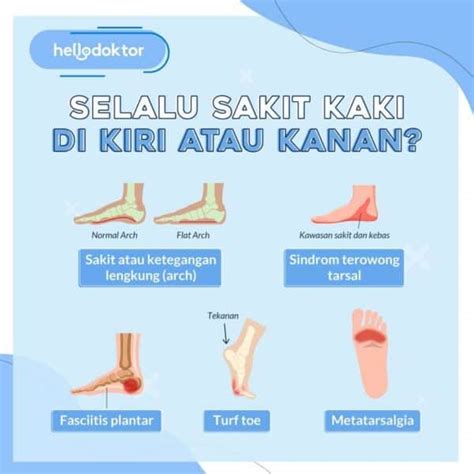 hellodoktor
SELALU SAKIT KAKI
DI KIRI ATAU KANAN?
Normal Arch
Flat Arch
Kawasan sakit dan kebas
Sakit atau ketegangan
lengkung (arch)
Sindrom terowong
tarsal
Tekanan
Fasciitis plantar
Turf toe
Metatarsalgia